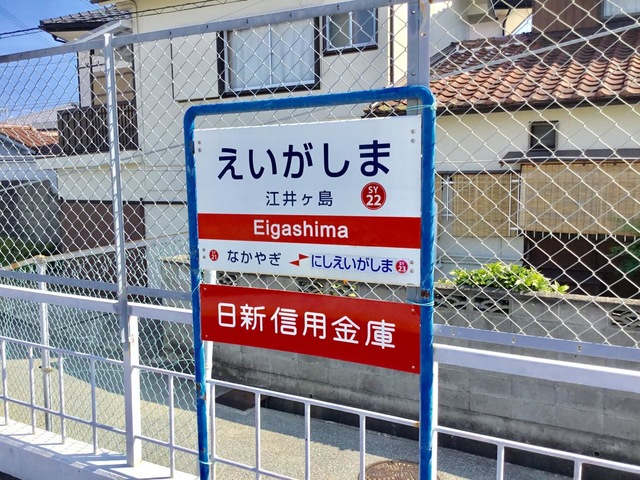 えいがしま
江井ヶ島
SY
22
Eigashima
SY
21
なかやぎ
にしえいがしま
SY
23
日新信用金庫